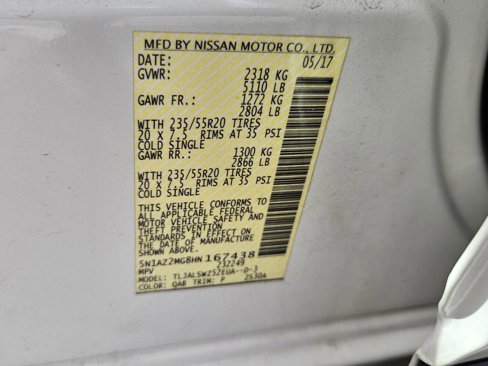 MFD BY NISSAN MOTOR CO., LTD.
DATE: 05/17
GVWR: 2318 KG
5110 LB
GAWR FR.: 1272 KG
2804 LB
WITH 235/55R20 TIRES
20 X 7.5 RIMS AT 35 PSI
COLD SINGLE
GAWR RR.: 1300 KG
2866 LB
WITH 235/55R20 TIRES
20 X 7.5 RIMS AT 35 PSI
COLD SINGLE
THIS VEHICLE CONFORMS TO
ALL APPLICABLE FEDERAL
MOTOR VEHICLE SAFETY AND
THEFT PREVENTION
STANDARDS IN EFFECT ON
THE DATE OF MANUFACTURE
SHOWN ABOVE.
5N1AZ2MG8HN167438
MPV 232249
MODEL: TL3ALSWZ52EUA--D-3
COLOR: QAB TRIM: P ZS30A